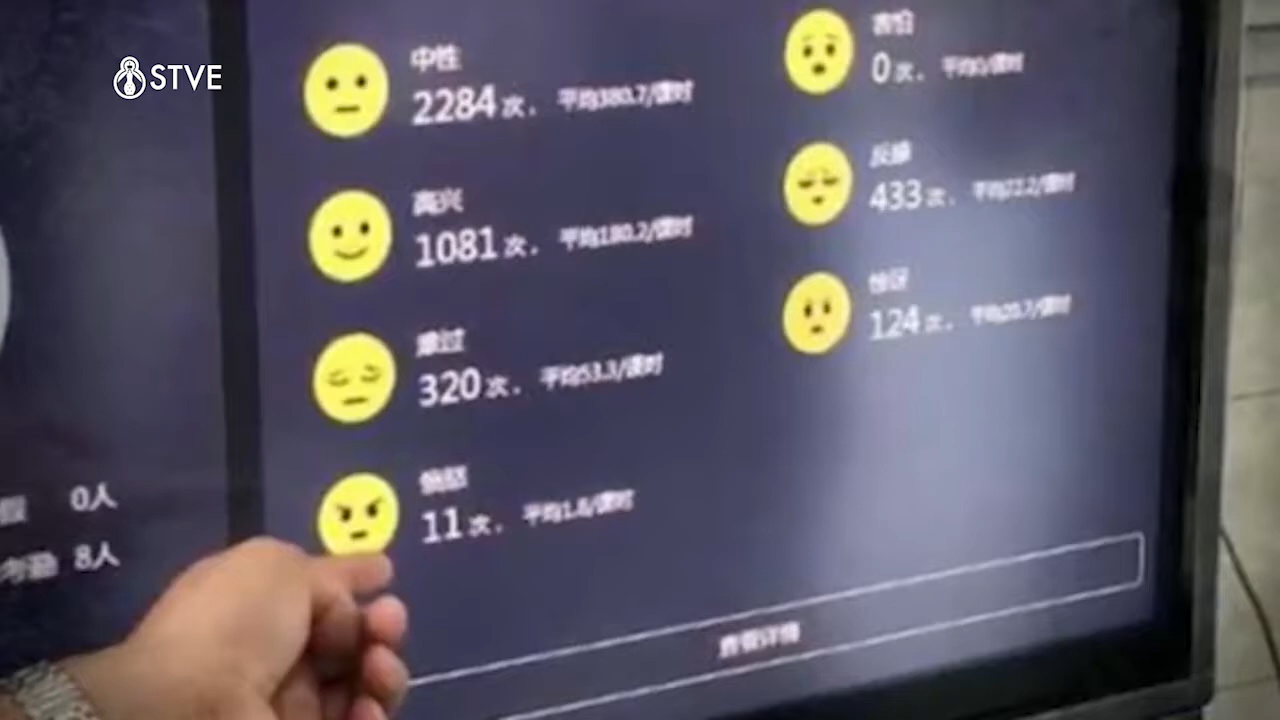 STVE
中性
2284次，平均380.7/课时
高兴
1081次，平均180.2/课时
难过
320次，平均53.3/课时
愤怒
11次，平均1.8/课时
害怕
0次，平均0/课时
反感
433次，平均72.2/课时
惊讶
124次，平均20.7/课时
0人
考勤 8人
查看详情